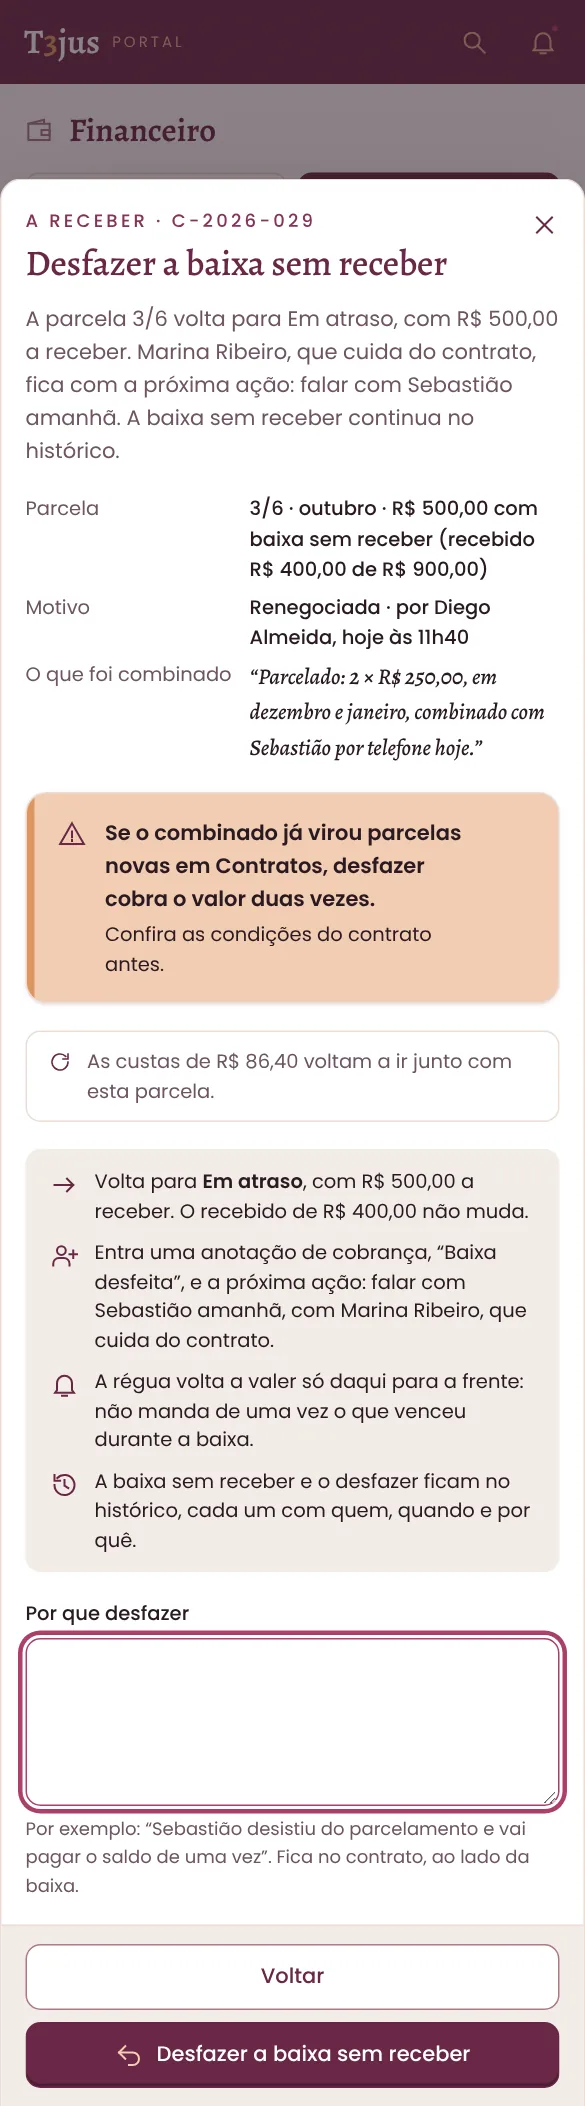 T3jus PORTAL
Financeiro
A RECEBER · C-2026-029
Desfazer a baixa sem receber
A parcela 3/6 volta para Em atraso, com R$ 500,00
a receber. Marina Ribeiro, que cuida do contrato,
fica com a próxima ação: falar com Sebastião
amanhã. A baixa sem receber continua no
histórico.
Parcela
3/6 · outubro · R$ 500,00 com
baixa sem receber (recebido
R$ 400,00 de R$ 900,00)
Motivo
Renegociada · por Diego
Almeida, hoje às 11h40
O que foi combinado
“Parcelado: 2 × R$ 250,00, em
dezembro e janeiro, combinado com
Sebastião por telefone hoje.”
Se o combinado já virou parcelas
novas em Contratos, desfazer
cobra o valor duas vezes.
Confira as condições do contrato
antes.
As custas de R$ 86,40 voltam a ir junto com
esta parcela.
Volta para Em atraso, com R$ 500,00 a
receber. O recebido de R$ 400,00 não muda.
Entra uma anotação de cobrança, “Baixa
desfeita”, e a próxima ação: falar com
Sebastião amanhã, com Marina Ribeiro, que
cuida do contrato.
A régua volta a valer só daqui para a frente:
não manda de uma vez o que venceu
durante a baixa.
A baixa sem receber e o desfazer ficam no
histórico, cada um com quem, quando e por
quê.
Por que desfazer
Por exemplo: “Sebastião desistiu do parcelamento e vai
pagar o saldo de uma vez”. Fica no contrato, ao lado da
baixa.
Voltar
Desfazer a baixa sem receber